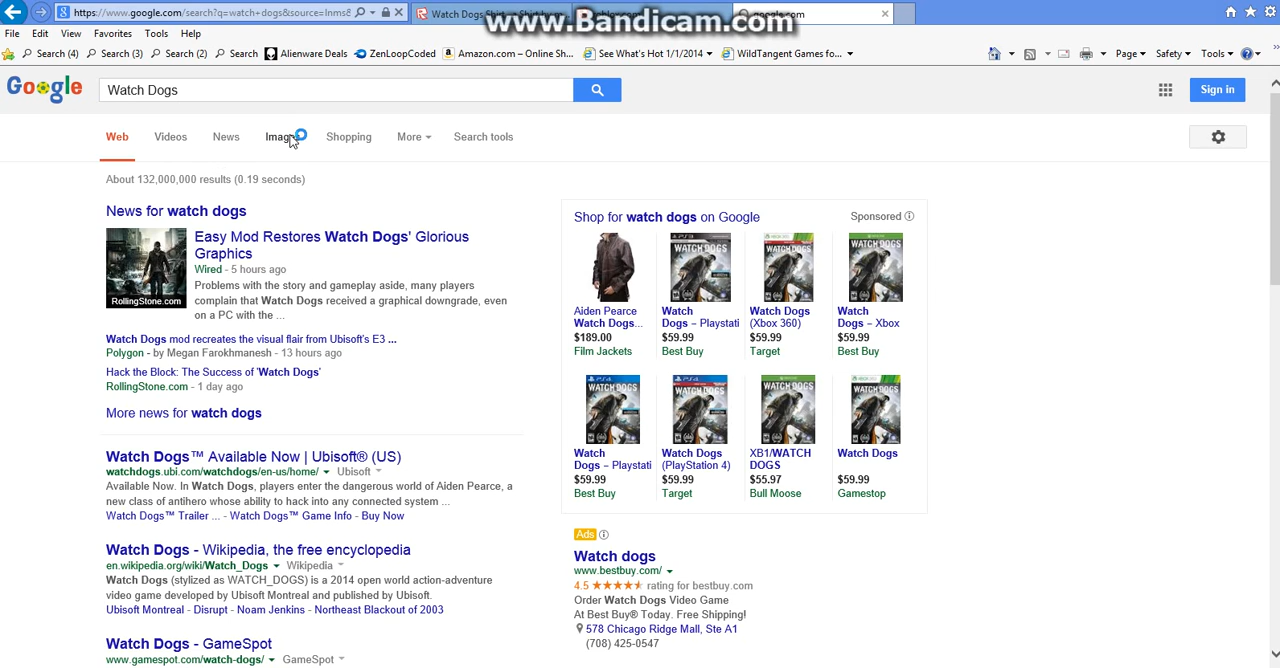 https://www.google.com/search?q=watch+dogs&source=lnms8
Watch Dogs Shirt
google.com
www.Bandicam.com
File Edit View Favorites Tools Help
Search (4) Search (3) Search (2) Search Alienware Deals ZenLoopCoded Amazon.com – Online Sh... See What's Hot 1/1/2014 WildTangent Games fo... Page Safety Tools
Google Watch Dogs Sign in
Web Videos News Images Shopping More Search tools
About 132,000,000 results (0.19 seconds)
News for watch dogs
Easy Mod Restores Watch Dogs' Glorious
Graphics
Wired - 5 hours ago
Problems with the story and gameplay aside, many players
complain that Watch Dogs received a graphical downgrade, even
on a PC with the ...
RollingStone.com
Watch Dogs mod recreates the visual flair from Ubisoft's E3 ...
Polygon - by Megan Farokhmanesh - 13 hours ago
Hack the Block: The Success of 'Watch Dogs'
RollingStone.com - 1 day ago
More news for watch dogs
Watch Dogs™ Available Now | Ubisoft® (US)
watchdogs.ubi.com/watchdogs/en-us/home/ Ubisoft
Available Now. In Watch Dogs, players enter the dangerous world of Aiden Pearce, a
new class of antihero whose ability to hack into any connected system ...
Watch Dogs™ Trailer ... - Watch Dogs™ Game Info - Buy Now
Watch Dogs - Wikipedia, the free encyclopedia
en.wikipedia.org/wiki/Watch_Dogs Wikipedia
Watch Dogs (stylized as WATCH_DOGS) is a 2014 open world action-adventure
video game developed by Ubisoft Montreal and published by Ubisoft.
Ubisoft Montreal - Disrupt - Noam Jenkins - Northeast Blackout of 2003
Watch Dogs - GameSpot
www.gamespot.com/watch-dogs/ GameSpot
Shop for watch dogs on Google Sponsored
Aiden Pearce
Watch Dogs...
$189.00
Film Jackets
Watch
Dogs – Playstati
$59.99
Best Buy
Watch Dogs
(Xbox 360)
$59.99
Target
Watch
Dogs – Xbox
$59.99
Best Buy
Watch
Dogs – Playstati
$59.99
Best Buy
Watch Dogs
(PlayStation 4)
$59.99
Target
XB1/WATCH
DOGS
$55.97
Bull Moose
Watch Dogs
$59.99
Gamestop
Ads
Watch dogs
www.bestbuy.com/
4.5 ★★★★★ rating for bestbuy.com
Order Watch Dogs Video Game
At Best Buy® Today. Free Shipping!
578 Chicago Ridge Mall, Ste A1
(708) 425-0547